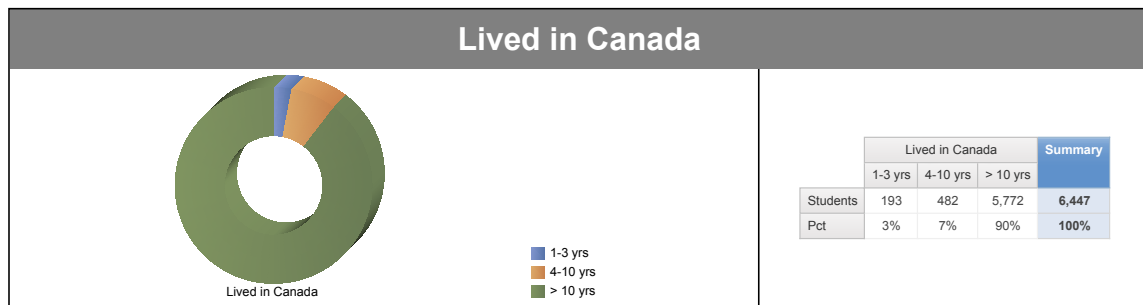 Lived in Canada
Lived in Canada
1-3 yrs
4-10 yrs
> 10 yrs
Lived in Canada Summary
1-3 yrs 4-10 yrs > 10 yrs
Students 193 482 5,772 6,447
Pct 3% 7% 90% 100%